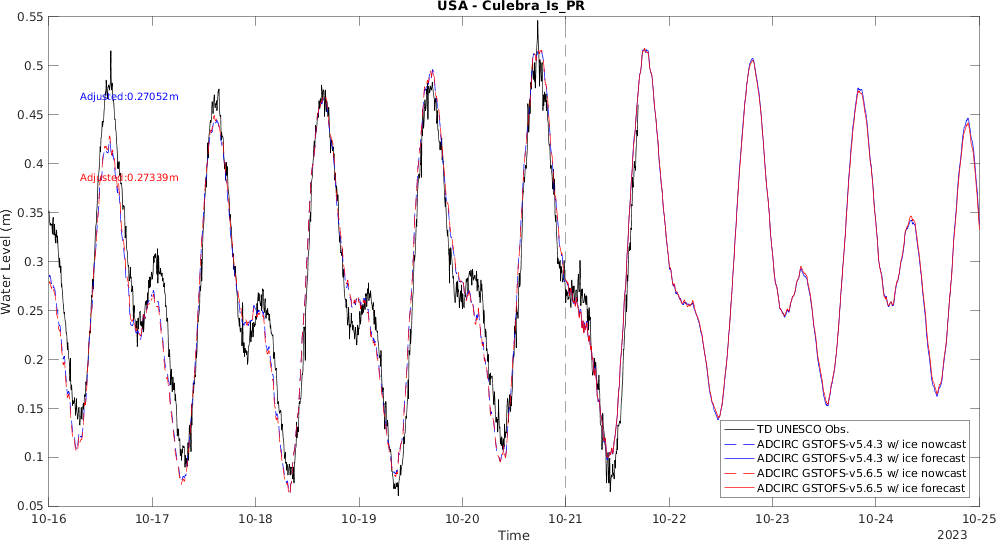 USA - Culebra_Is_PR
0.55
0.5
0.45
0.4
0.35
0.3
0.25
0.2
0.15
0.1
0.05
Water Level (m)
Adjusted:0.27052m
Adjusted:0.27339m
TD UNESCO Obs.
ADCIRC GSTOFS-v5.4.3 w/ ice nowcast
ADCIRC GSTOFS-v5.4.3 w/ ice forecast
ADCIRC GSTOFS-v5.6.5 w/ ice nowcast
ADCIRC GSTOFS-v5.6.5 w/ ice forecast
10-16 10-17 10-18 10-19 10-20 10-21 10-22 10-23 10-24 10-25
Time
2023